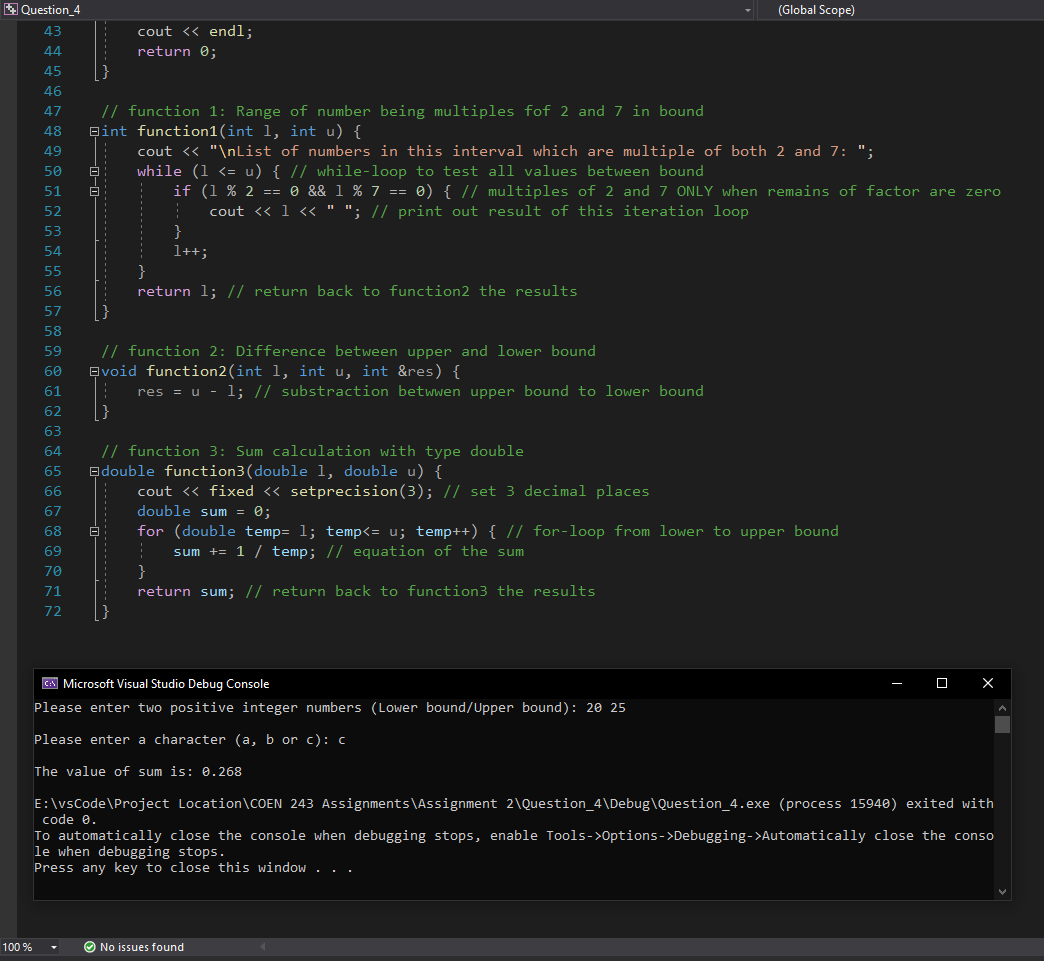 Question_4 (Global Scope)
43 cout << endl;
44 return 0;
45 }
46
47 // function 1: Range of number being multiples fof 2 and 7 in bound
48 int function1(int l, int u) {
49 cout << "\nList of numbers in this interval which are multiple of both 2 and 7: ";
50 while (l <= u) { // while-loop to test all values between bound
51 if (l % 2 == 0 && l % 7 == 0) { // multiples of 2 and 7 ONLY when remains of factor are zero
52 cout << l << " "; // print out result of this iteration loop
53 }
54 l++;
55 }
56 return l; // return back to function2 the results
57 }
58
59 // function 2: Difference between upper and lower bound
60 void function2(int l, int u, int &res) {
61 res = u - l; // substraction betwwen upper bound to lower bound
62 }
63
64 // function 3: Sum calculation with type double
65 double function3(double l, double u) {
66 cout << fixed << setprecision(3); // set 3 decimal places
67 double sum = 0;
68 for (double temp= l; temp<= u; temp++) { // for-loop from lower to upper bound
69 sum += 1 / temp; // equation of the sum
70 }
71 return sum; // return back to function3 the results
72 }
Microsoft Visual Studio Debug Console
Please enter two positive integer numbers (Lower bound/Upper bound): 20 25
Please enter a character (a, b or c): c
The value of sum is: 0.268
E:\vsCode\Project Location\COEN 243 Assignments\Assignment 2\Question_4\Debug\Question_4.exe (process 15940) exited with
code 0.
To automatically close the console when debugging stops, enable Tools->Options->Debugging->Automatically close the conso
le when debugging stops.
Press any key to close this window . . .
100 % No issues found